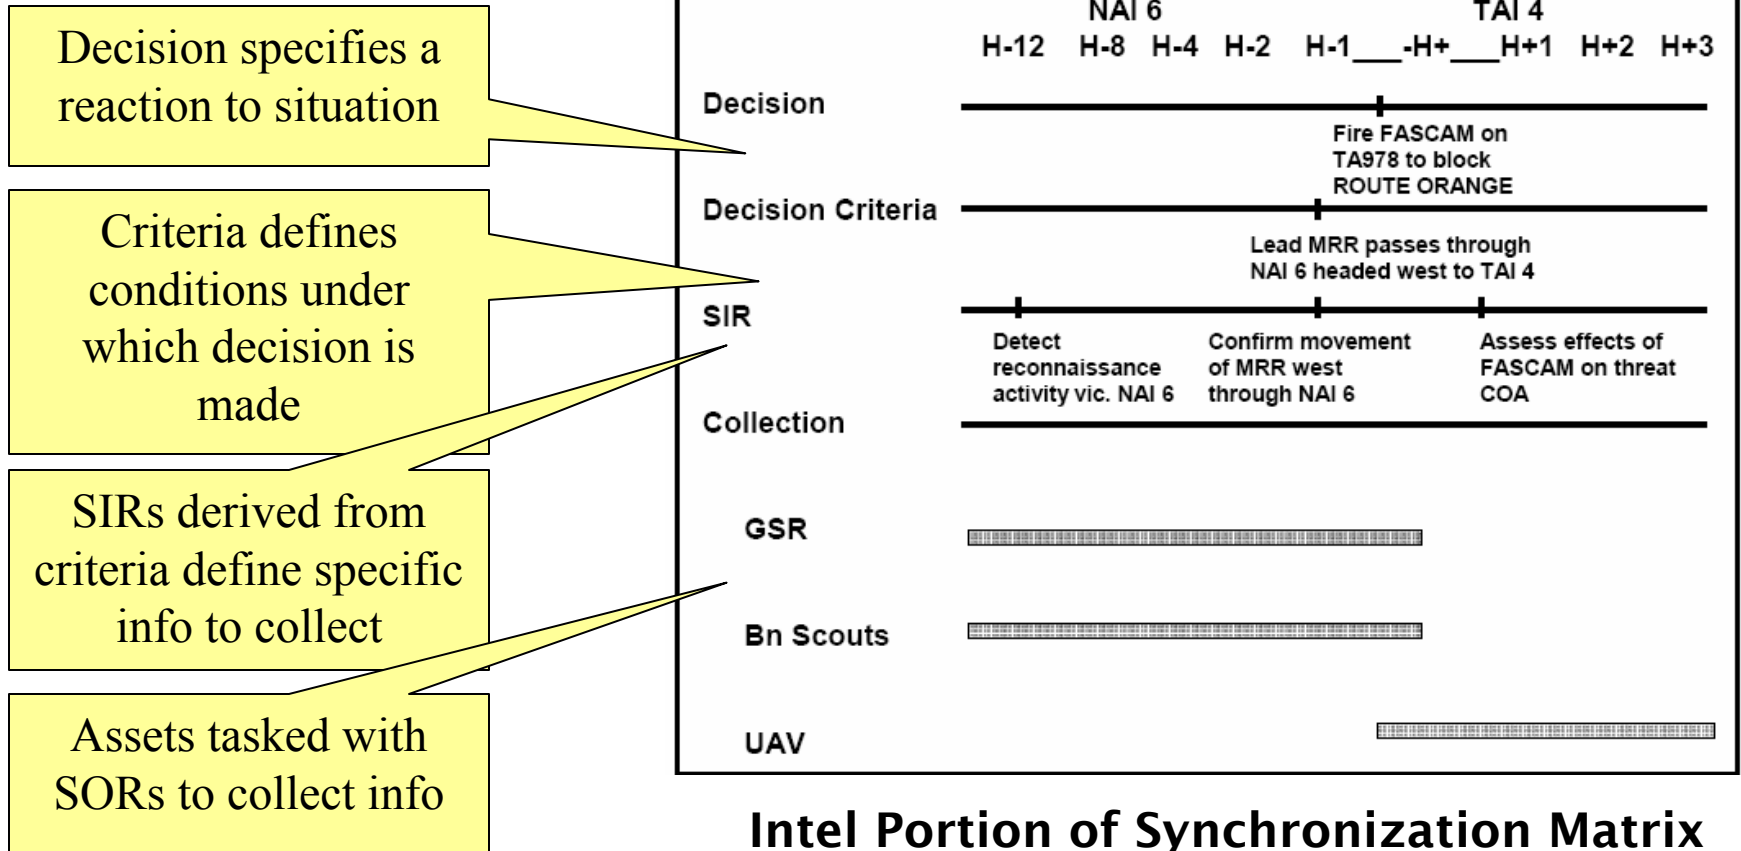 Decision specifies a
reaction to situation
Criteria defines
conditions under
which decision is
made
SIRs derived from
criteria define specific
info to collect
Assets tasked with
SORs to collect info
NAI 6 TAI 4
H-12 H-8 H-4 H-2 H-1___-H+___H+1 H+2 H+3
Decision
Fire FASCAM on
TA978 to block
ROUTE ORANGE
Decision Criteria
Lead MRR passes through
NAI 6 headed west to TAI 4
SIR
Detect
reconnaissance
activity vic. NAI 6
Confirm movement
of MRR west
through NAI 6
Assess effects of
FASCAM on threat
COA
Collection
GSR
Bn Scouts
UAV
Intel Portion of Synchronization Matrix